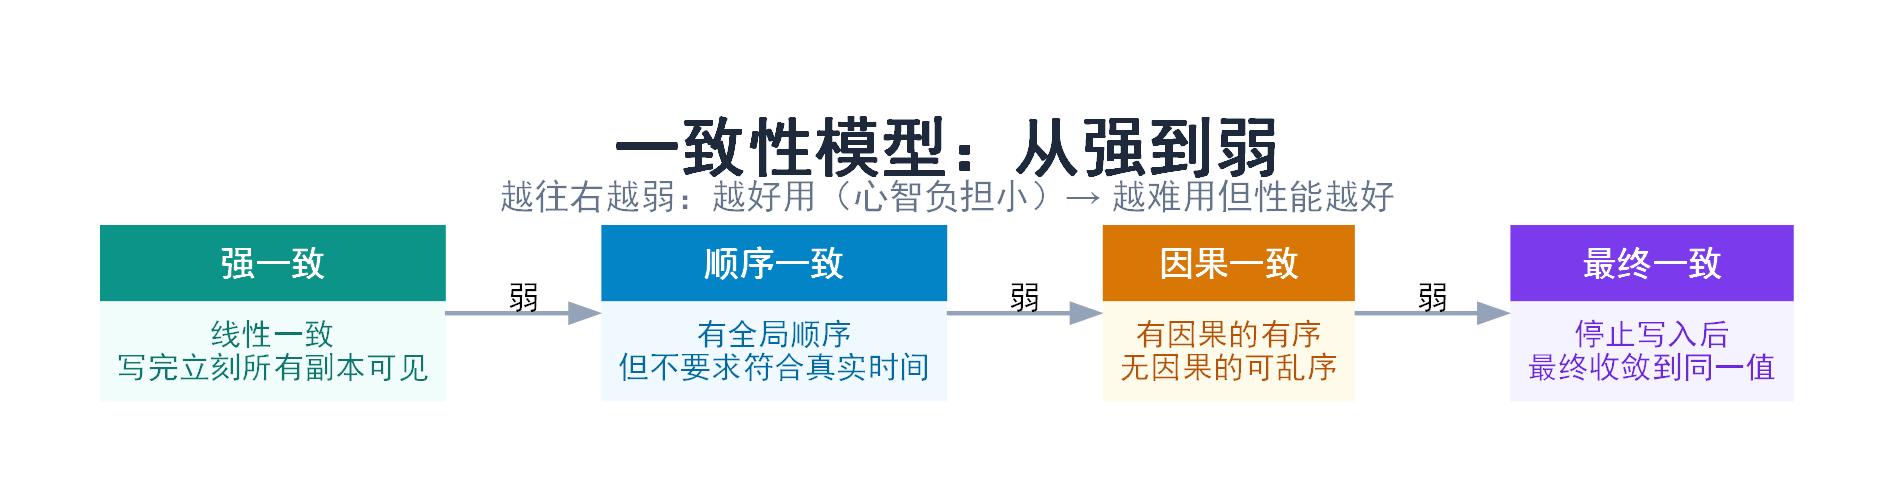 一致性模型：从强到弱
越往右越弱：越好用（心智负担小）→ 越难用但性能越好
强一致
线性一致
写完立刻所有副本可见
弱
顺序一致
有全局顺序
但不要求符合真实时间
弱
因果一致
有因果的有序
无因果的可乱序
弱
最终一致
停止写入后
最终收敛到同一值